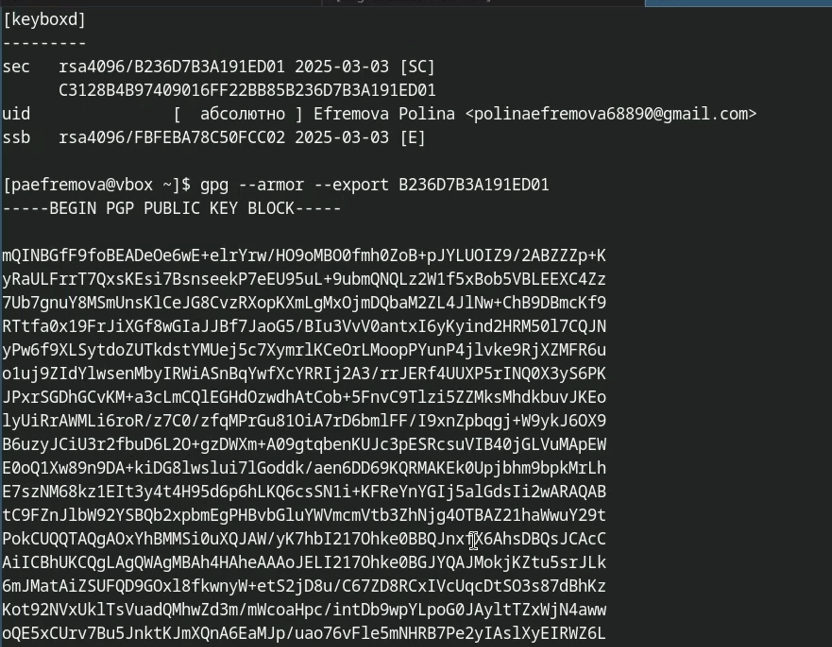 [keyboxd]
---------
sec   rsa4096/B236D7B3A191ED01 2025-03-03 [SC]
      C3128B4B97409016FF22BB85B236D7B3A191ED01
uid               [  абсолютно ] Efremova Polina <polinaefremova68890@gmail.com>
ssb   rsa4096/FBFEBA78C50FCC02 2025-03-03 [E]
[paefremova@vbox ~]$ gpg --armor --export B236D7B3A191ED01
-----BEGIN PGP PUBLIC KEY BLOCK-----
mQINBGfF9foBEADeOe6wE+elrYrw/HO9oMBO0fmh0ZoB+pJYLUOIZ9/2ABZZZp+K
yRaULFrrT7QxsKEsi7BsnseekP7eEU95uL+9ubmQNQLz2W1f5xBob5VBLEEXC4Zz
7Ub7gnuY8MSmUnsKlCeJG8CvzRXopKXmLgMxOjmDQbaM2ZL4JlNw+ChB9DBmcKf9
RTtfa0x19FrJiXGf8wGIaJJBf7JaoG5/BIu3VvV0antxI6yKyind2HRM50l7CQJN
yPw6f9XLSytdoZUTkdstYMUej5c7XymrlKCeOrLMoopPYunP4jlvke9RjXZMFR6u
o1uj9ZIdYlwsenMbyIRWiASnBqYwfXcYRRIj2A3/rrJERf4UUXP5rINQ0X3yS6PK
JPxrSGDhGCvKM+a3cLmCQlEGHdOzwdhAtCob+5FnvC9Tlzi5ZZMksMhdkbuvJKEo
lyUiRrAWMLi6roR/z7C0/zfqMPrGu81OiA7rD6bmlFF/I9xnZpbqgj+W9ykJ6OX9
B6uzyJCiU3r2fbuD6L2O+gzDWXm+A09gtqbenKUJc3pESRcsuVIB40jGLVuMApEW
E0oQ1Xw89n9DA+kiDG8lwslui7lGoddk/aen6DD69KQRMAKEk0Upjbhm9bpkMrLh
E7szNM68kz1EIt3y4t4H95d6p6hLKQ6csSN1i+KFReYnYGIj5alGdsIi2wARAQAB
tC9FZnJlbW92YSBQb2xpbmEgPHBvbGluYWVmcmVtb3ZhNjg4OTBAZ21haWwuY29t
PokCUQQTAQgAOxYhBMMSi0uXQJAW/yK7hbI217Ohke0BBQJnxfX6AhsDBQsJCAcC
AiICBhUKCQgLAgQWAgMBAh4HAheAAAoJELI217Ohke0BGJYQAJMokjKZtu5srJLk
6mJMatAiZSUFQD9GOxl8fkwnyW+etS2jD8u/C67ZD8RCxIVcUqcDtSO3s87dBhKz
Kot92NVxUklTsVuadQMhwZd3m/mWcoaHpc/intDb9wpYLpoG0JAyltTZxWjN4aww
oQE5xCUrv7Bu5JnktKJmXQnA6EaMJp/uao76vFle5mNHRB7Pe2yIAslXyEIRWZ6L